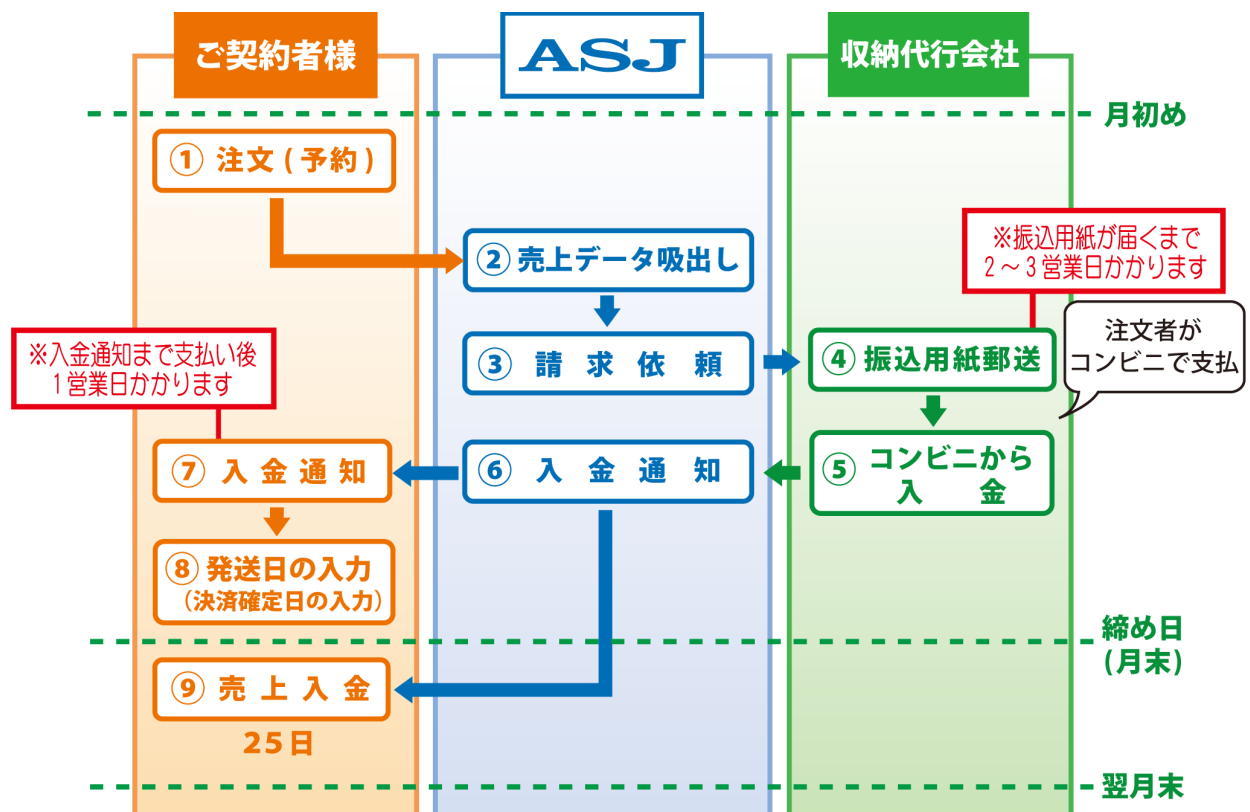 ご契約者様
ASJ
収納代行会社
月初め
① 注文(予約)
② 売上データ吸出し
※振込用紙が届くまで
2〜3営業日かかります
③ 請求依頼
④ 振込用紙郵送
注文者が
コンビニで支払
※入金通知まで支払い後
1営業日かかります
⑤ コンビニから
入金
⑥ 入金通知
⑦ 入金通知
⑧ 発送日の入力
(決済確定日の入力)
締め日
(月末)
⑨ 売上入金
25日
翌月末